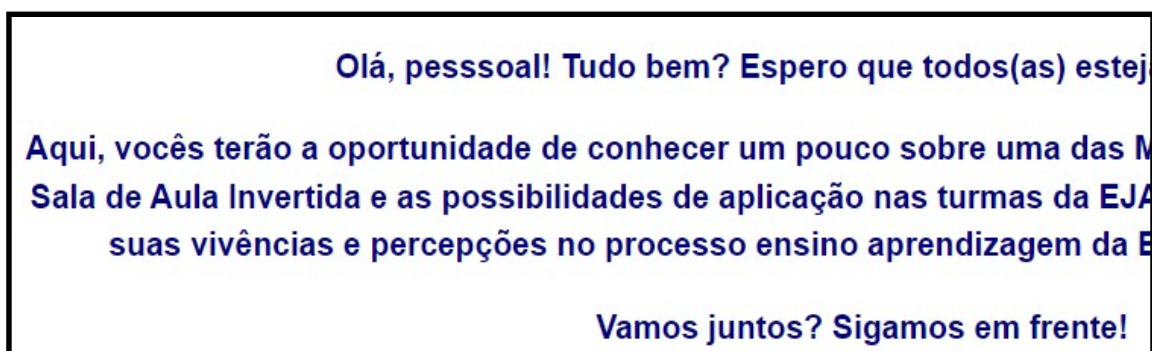 Olá, pesssoal! Tudo bem? Espero que todos(as)
Aqui, vocês terão a oportunidade de conhecer um pouco sobre uma das
Sala de Aula Invertida e as possibilidades de aplicação nas turmas da EJA
suas vivências e percepções no processo ensino aprendizagem da
Vamos juntos? Sigamos em frente!